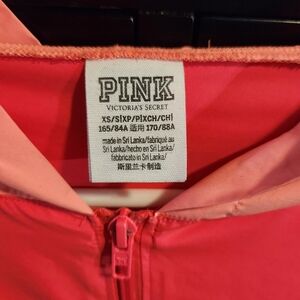 PINK
VICTORIA'S SECRET
XS/S|XP/P|XCH/CH|
165/84A 适用 170/88A
made in Sri Lanka/fabriqué au
Sri Lanka/hecho en Sri Lanka/
fabbricato in Sri Lanka/
斯里兰卡制造